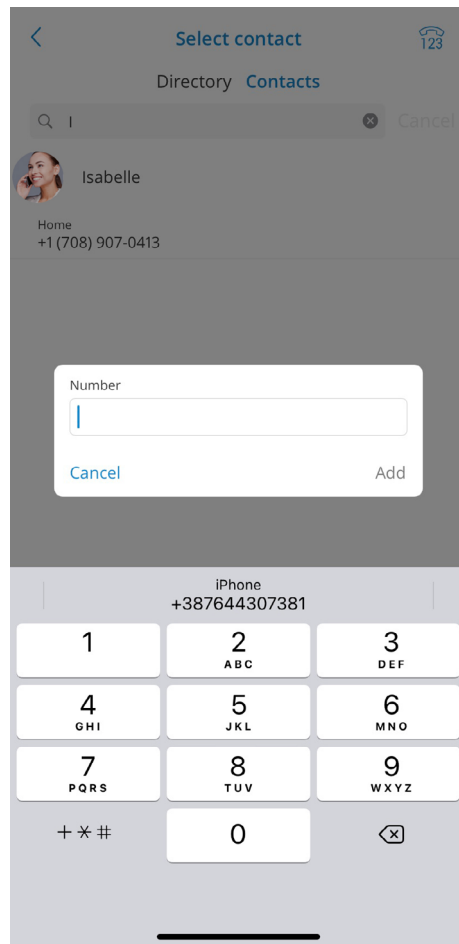 Select contact
123
Directory Contacts
I
Cancel
Isabelle
Home
+1 (708) 907-0413
Number
Cancel Add
iPhone
+387644307381
1 2 3
ABC DEF
4 5 6
GHI JKL MNO
7 8 9
PQRS TUV WXYZ
+*# 0